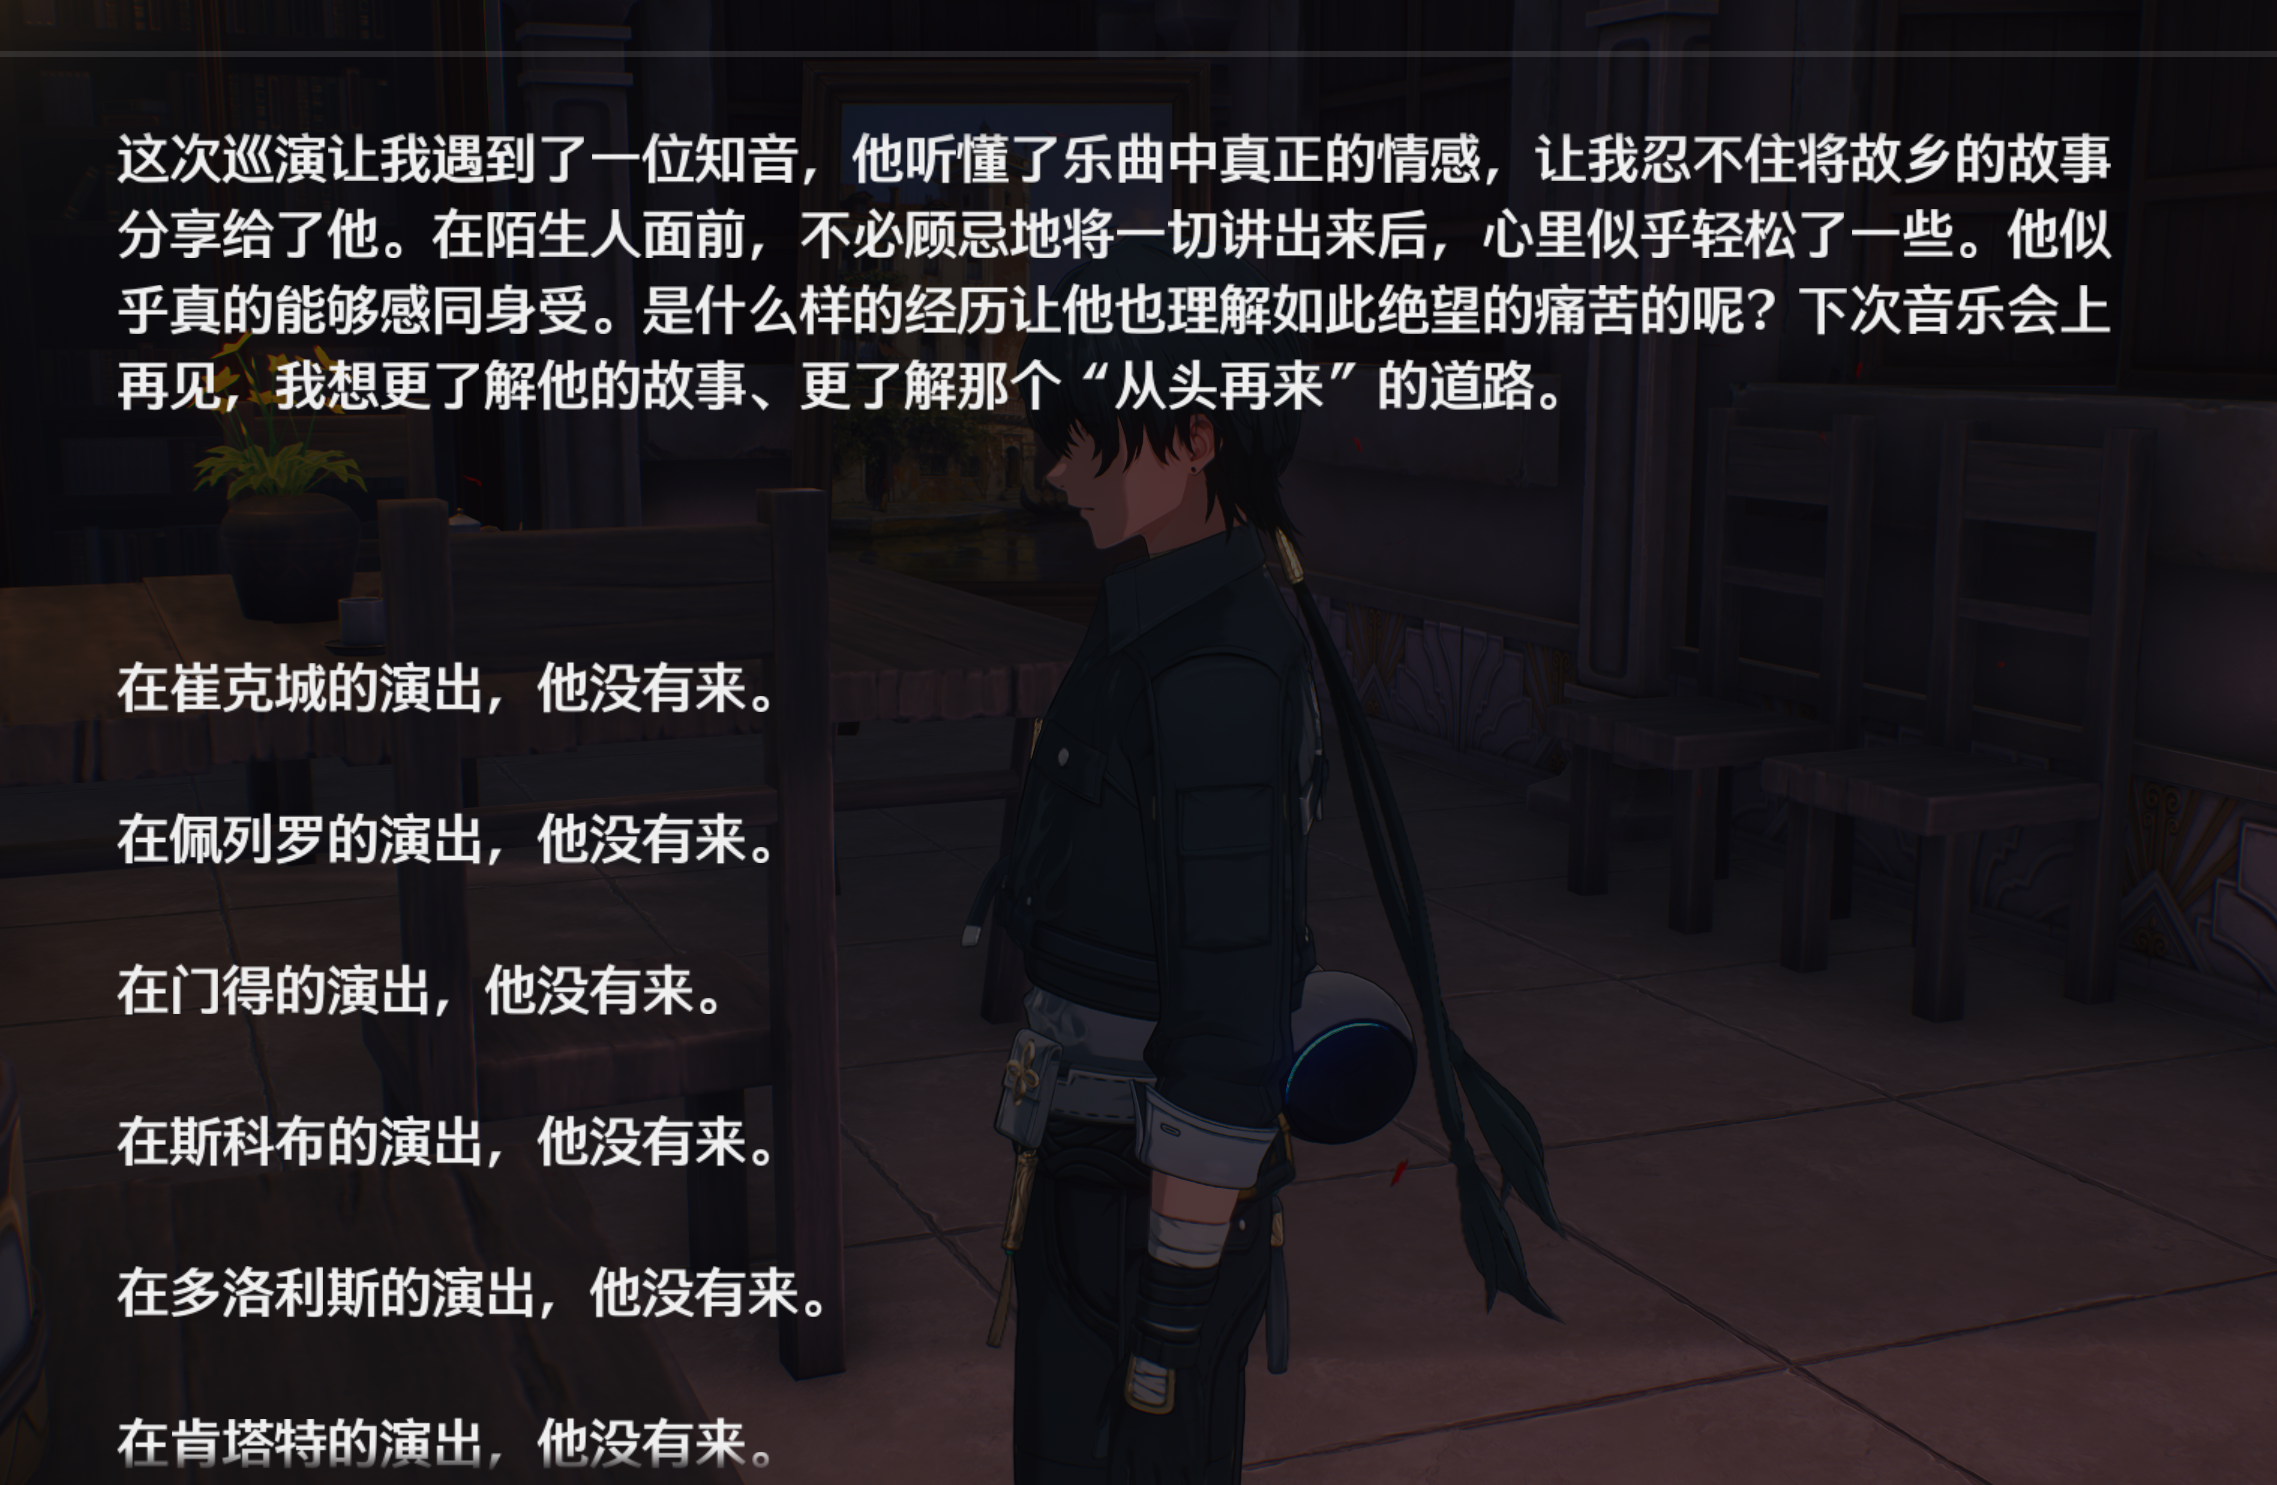 这次巡演让我遇到了一位知音，他听懂了乐曲中真正的情感，让我忍不住将故乡的故事
分享给了他。在陌生人面前，不必顾忌地将一切讲出来后，心里似乎轻松了一些。他似
乎真的能够感同身受。是什么样的经历让他也理解如此绝望的痛苦的呢？下次音乐会上
再见，我想更了解他的故事、更了解那个“从头再来”的道路。
在崔克城的演出，他没有来。
在佩列罗的演出，他没有来。
在门得的演出，他没有来。
在斯科布的演出，他没有来。
在多洛利斯的演出，他没有来。
在肯塔特的演出，他没有来。